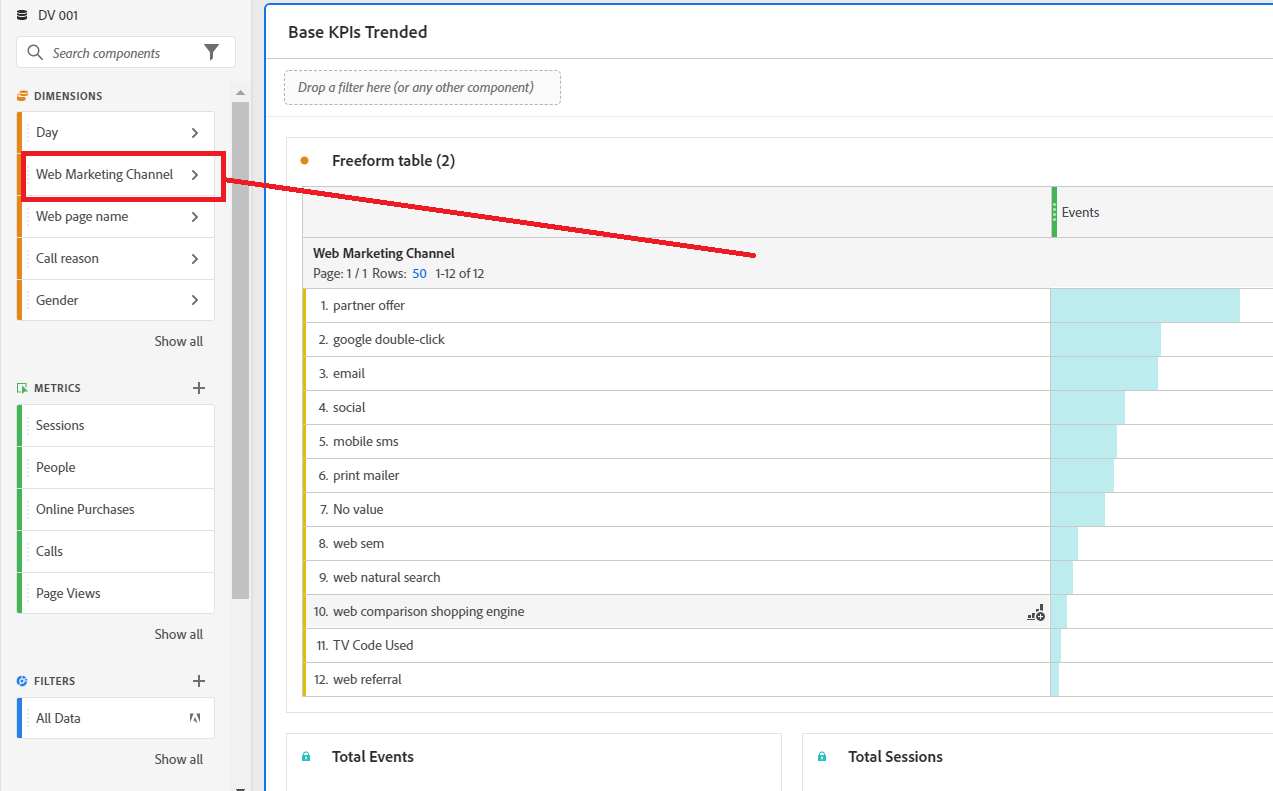 DV 001
Search components
DIMENSIONS
Day
Web Marketing Channel
Web page name
Call reason
Gender
Show all
METRICS
Sessions
People
Online Purchases
Calls
Page Views
Show all
FILTERS
All Data
Show all
Base KPIs Trended
Drop a filter here (or any other component)
Freeform table (2)
Events
Web Marketing Channel
Page: 1 / 1 Rows: 50 1-12 of 12
1. partner offer
2. google double-click
3. email
4. social
5. mobile sms
6. print mailer
7. No value
8. web sem
9. web natural search
10. web comparison shopping engine
11. TV Code Used
12. web referral
Total Events
Total Sessions